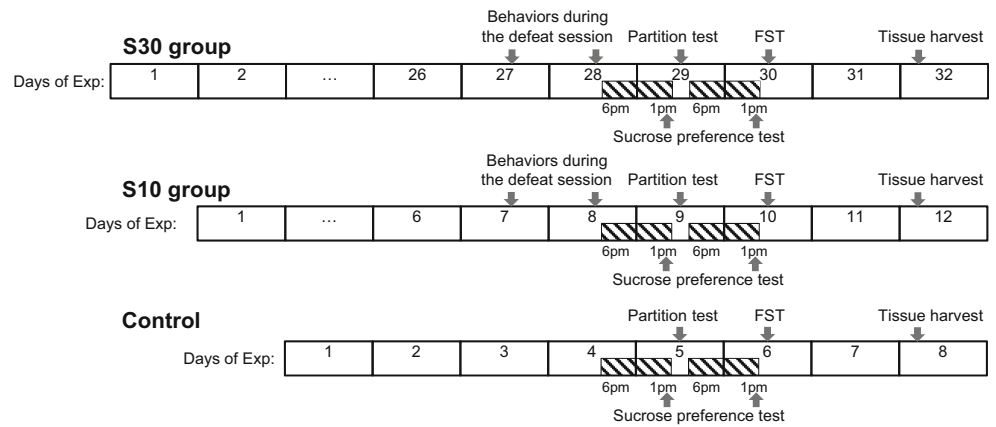 Behaviors during
the defeat session Partition test FST Tissue harvest
S30 group
Days of Exp: 1 2 ... 26 27 28 29 30 31 32
6pm 1pm 6pm 1pm
Sucrose preference test
Behaviors during
the defeat session Partition test FST Tissue harvest
S10 group
Days of Exp: 1 ... 6 7 8 9 10 11 12
6pm 1pm 6pm 1pm
Sucrose preference test
Control
Partition test FST Tissue harvest
Days of Exp: 1 2 3 4 5 6 7 8
6pm 1pm 6pm 1pm
Sucrose preference test